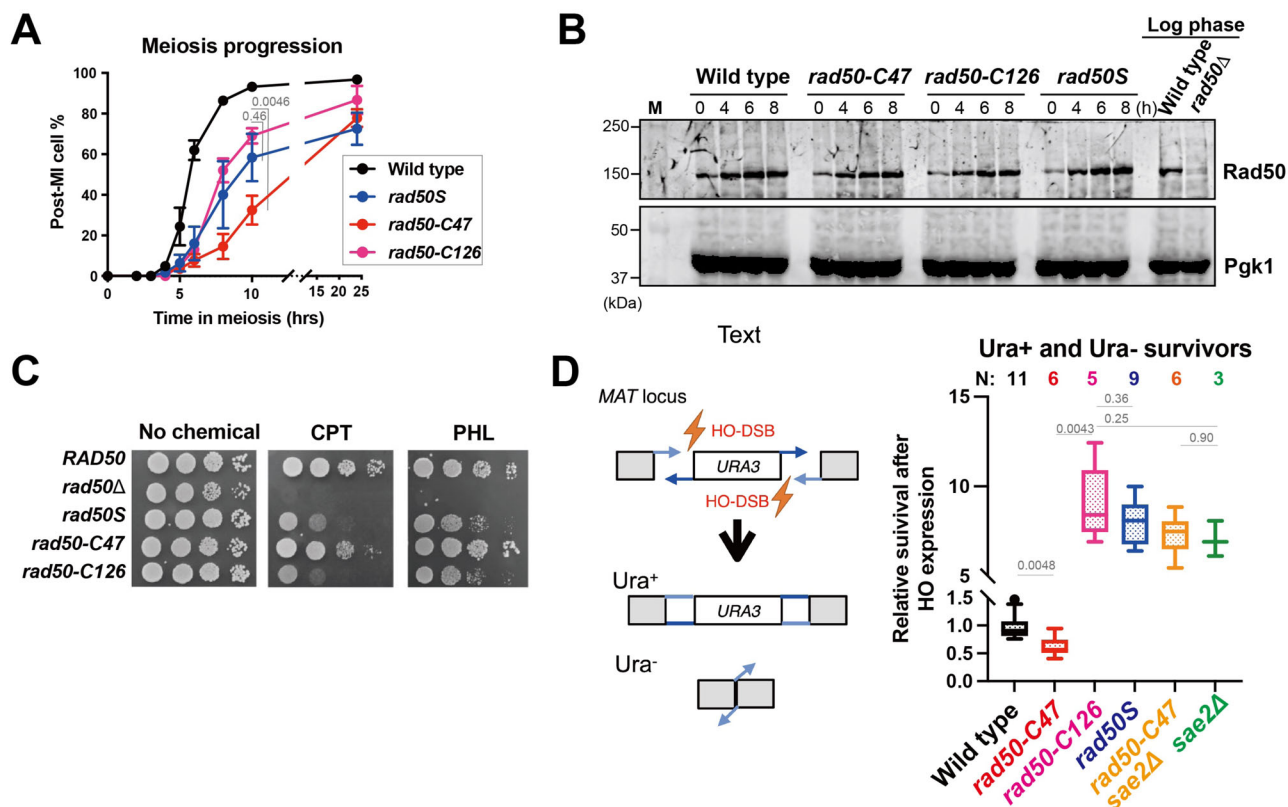 A
Meiosis progression
Post-MI cell %
100
80
60
40
20
0
0.0046
0.46
Wild type
rad50S
rad50-C47
rad50-C126
0 5 10 15 20 25
Time in meiosis (hrs)
B
Log phase
Wild type rad50-C47 rad50-C126 rad50S Wild type rad50Δ
M 0 4 6 8 0 4 6 8 0 4 6 8 0 4 6 8 (h)
250
150
Rad50
50
37
Pgk1
(kDa)
Text
C
No chemical CPT PHL
RAD50
rad50Δ
rad50S
rad50-C47
rad50-C126
D
MAT locus
HO-DSB
URA3
HO-DSB
Ura+
URA3
Ura-
Ura+ and Ura- survivors
N: 11 6 5 9 6 3
Relative suivival after
HO expression
15
10
5
1.5
1.0
0.5
0.0
0.36
0.25
0.0043
0.90
0.0048
Wild type
rad50-C47
rad50-C126
rad50S
rad50-C47
sae2Δ
sae2Δ